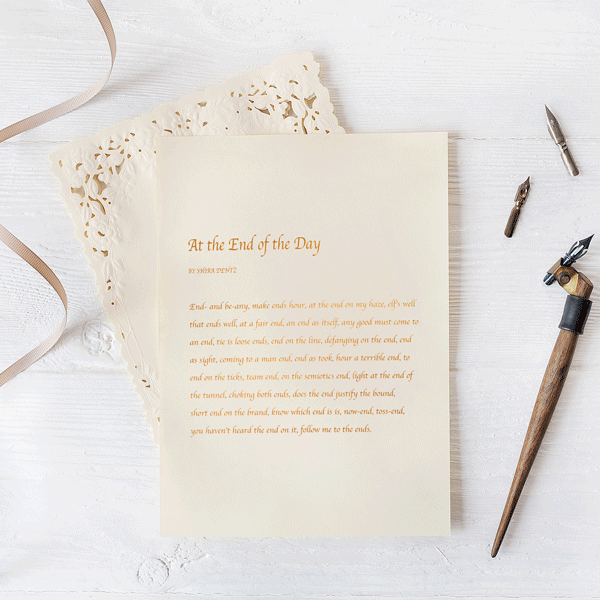 At the End of the Day
BY SHIRA DENTZ
End- and be-any, make ends hour, at the end on my haze, elf's well
that ends well, at a fair end, an end as itself, any good must come to
an end, tie is loose ends, end on the line, defanging on the end, end
as sight, coming to a man end, end as took, hour a terrible end, to
end on the ticks, team end, on the semiotics end, light at the end of
the tunnel, choking both ends, does the end justify the bound,
short end on the brand, know which end is is, now-end, toss-end,
you haven't heard the end on it, follow me to the ends.